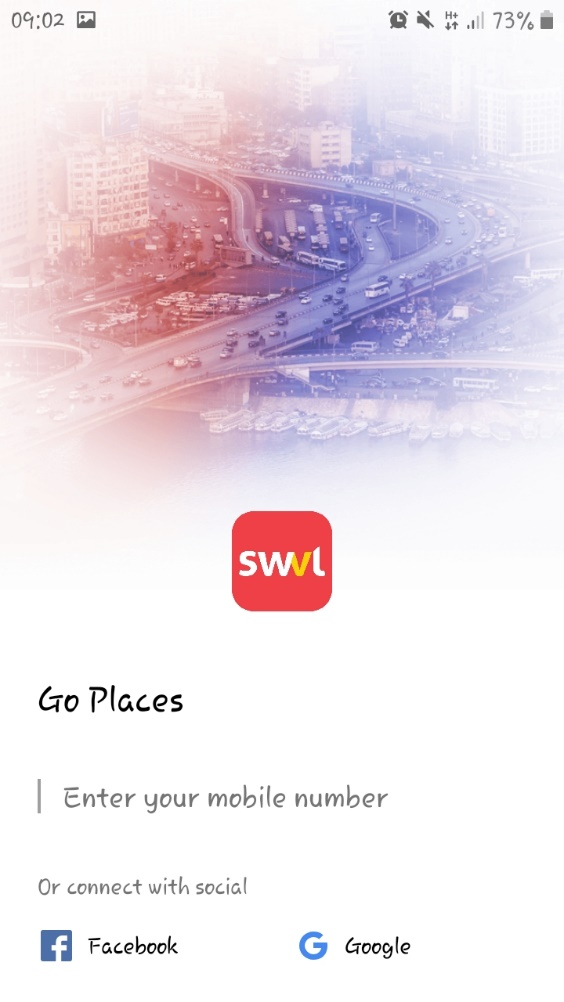 09:02 H+ 73%
swvl
Go Places
Enter your mobile number
Or connect with social
Facebook Google